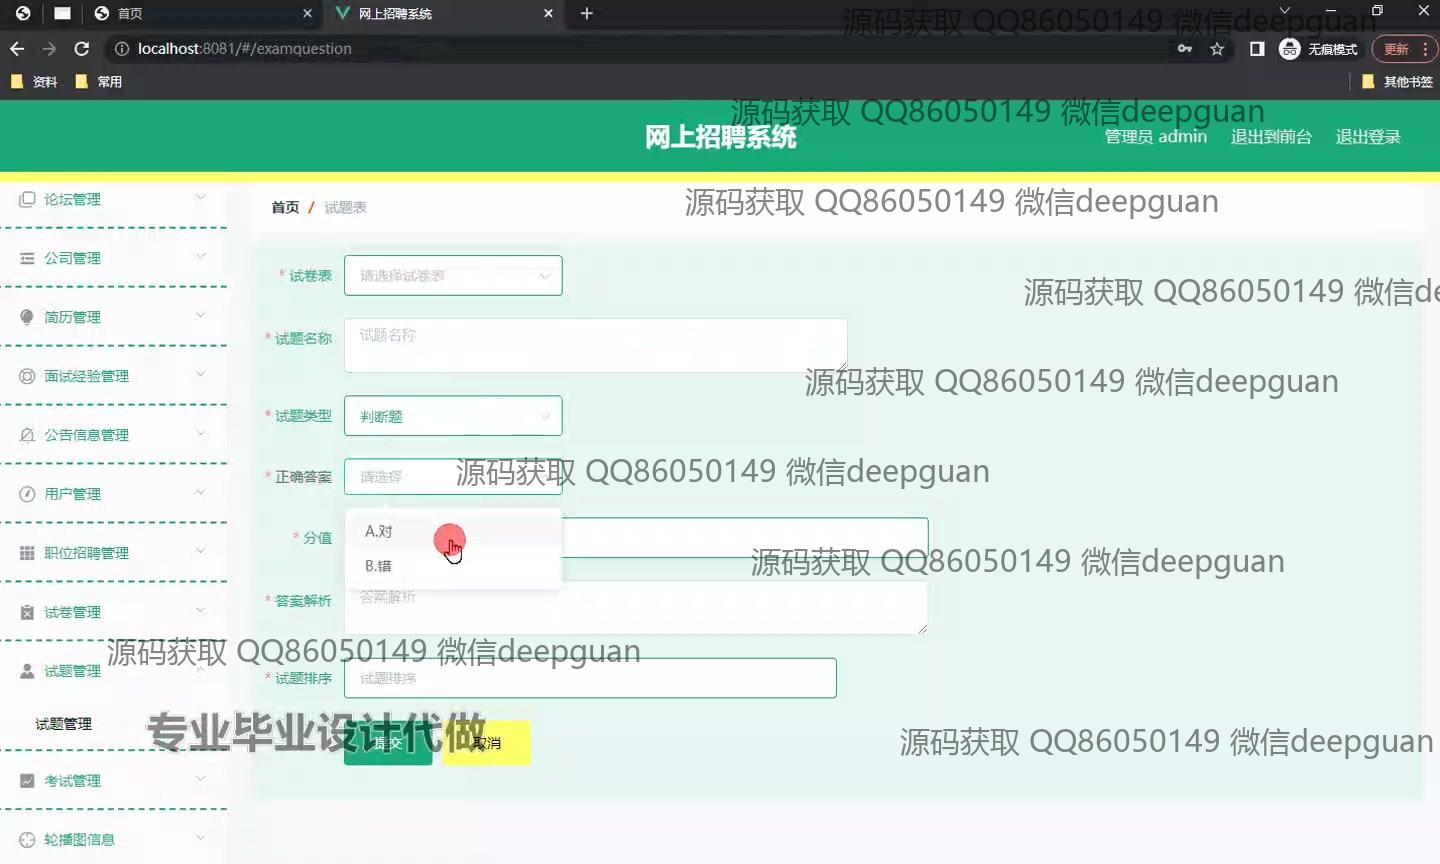 首页
网上招聘系统
源码获取 QQ86050149 微信deepguan
localhost:8081/#/examquestion
无痕模式
更新
资料
常用
其他书签
源码获取 QQ86050149 微信deepguan
网上招聘系统
管理员 admin
退出到前台
退出登录
论坛管理
首页 / 试题表
源码获取 QQ86050149 微信deepguan
公司管理
* 试卷表
请选择试卷表
源码获取 QQ86050149 微信de
简历管理
* 试题名称
试题名称
面试经验管理
源码获取 QQ86050149 微信deepguan
* 试题类型
判断题
公告信息管理
* 正确答案
请选择
源码获取 QQ86050149 微信deepguan
用户管理
A.对
* 分值
职位招聘管理
B.错
源码获取 QQ86050149 微信deepguan
* 答案解析
答案解析
试卷管理
源码获取 QQ86050149 微信deepguan
试题管理
* 试题排序
试题排序
试题管理
专业毕业设计代做
提交
取消
源码获取 QQ86050149 微信deepguan
考试管理
轮播图信息